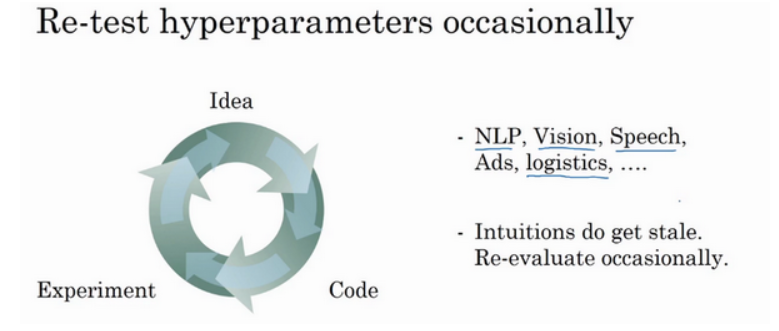 Re-test hyperparameters occasionally
Idea
- NLP, Vision, Speech,
Ads, logistics, ....
- Intuitions do get stale.
Re-evaluate occasionally.
Experiment
Code